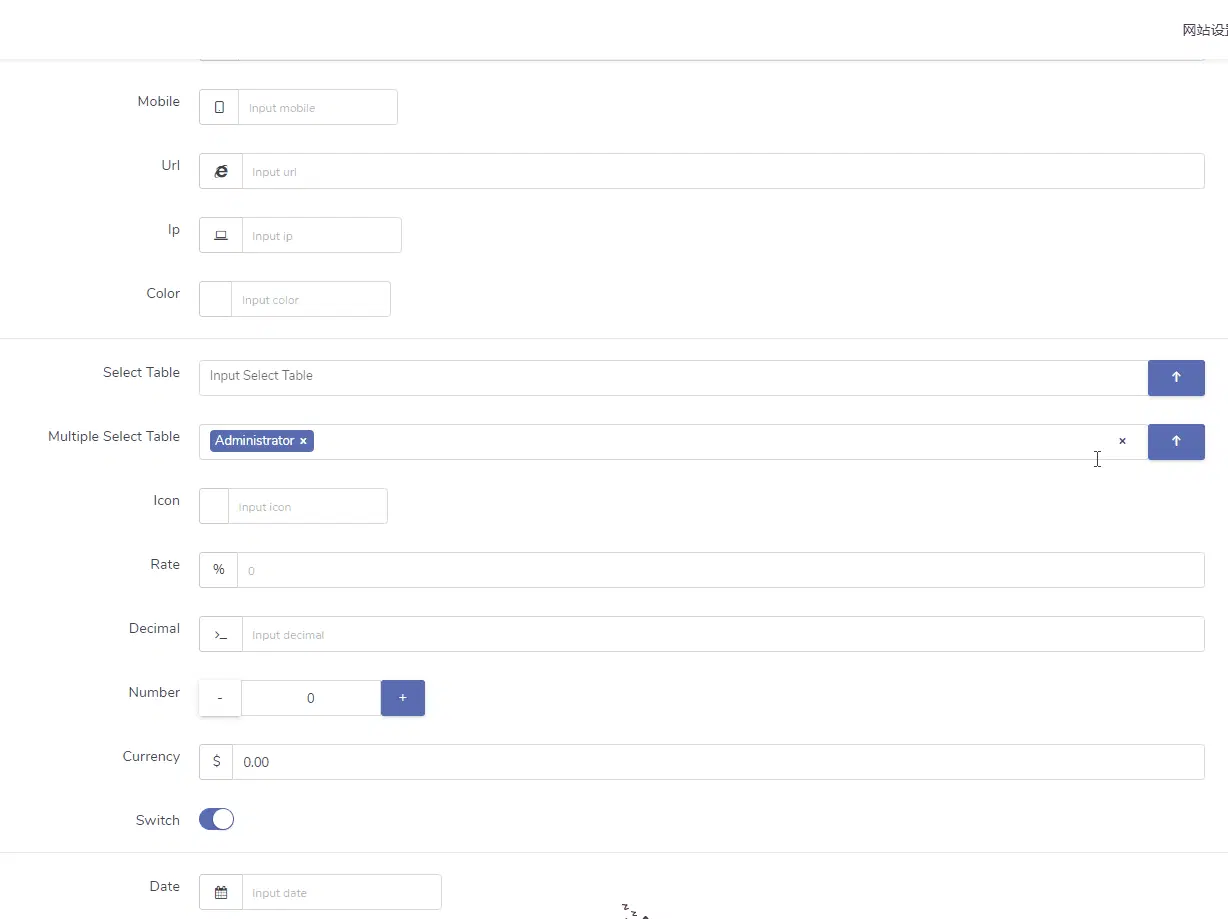 网站设
Mobile
Input mobile
Url
Input url
Ip
Input ip
Color
Input color
Select Table
Input Select Table
Multiple Select Table
Administrator ×
×
Icon
Input icon
Rate
%
0
Decimal
>_
Input decimal
Number
-
0
+
Currency
$
0.00
Switch
Date
Input date
z
z